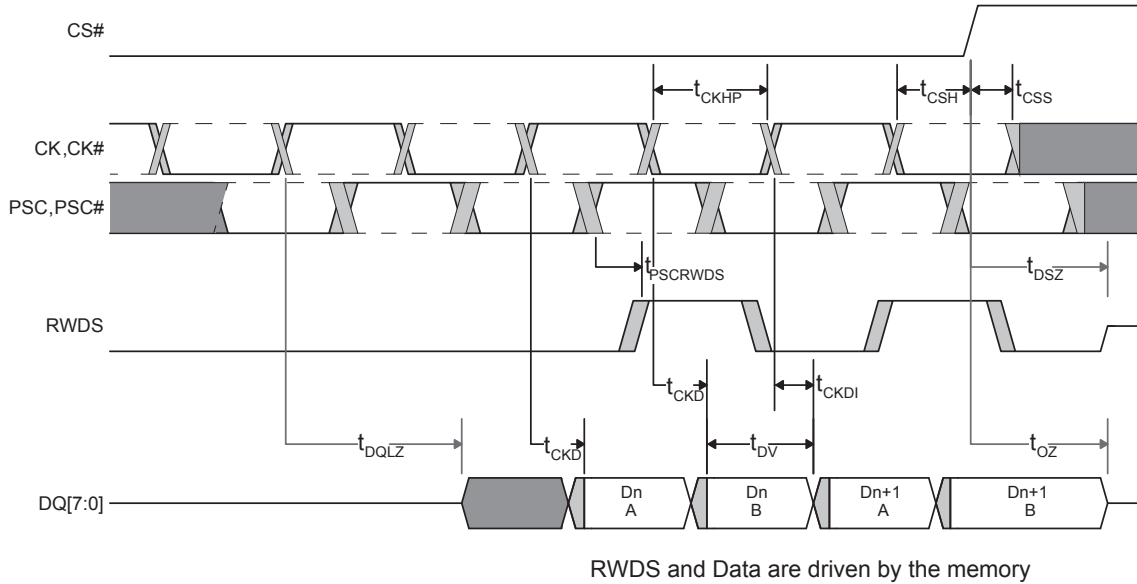 CS#
tCKHP
tCSH
tCSS
CK,CK#
PSC,PSC#
tPSCRWDS
tDSZ
RWDS
tCKD
tCKDI
tDQLZ
tCKD
tDV
tOZ
DQ[7:0]
Dn
A
Dn
B
Dn+1
A
Dn+1
B
RWDS and Data are driven by the memory